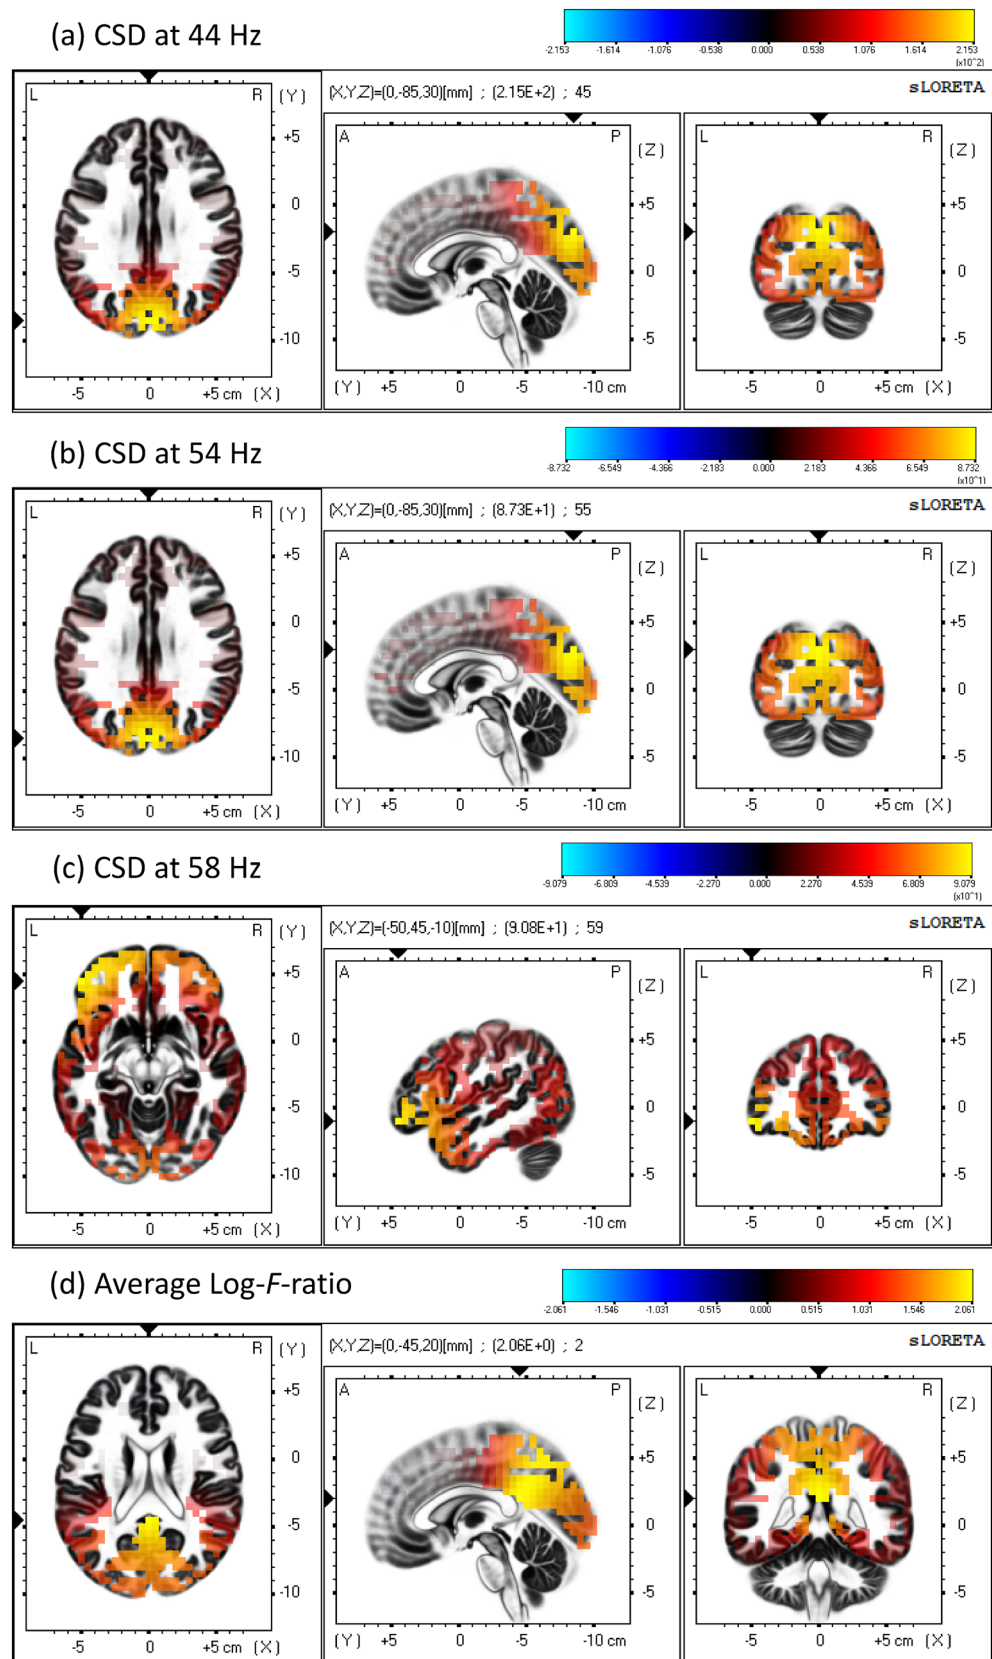 (a) CSD at 44 Hz
-2.153 -1.614 -1.076 -0.538 0.000 0.538 1.076 1.614 2.153
(x10^2)
(X,Y,Z)=(0,-85,30)[mm] ; (2.15E+2) ; 45
sLORETA
L R (Y)
+5
0
-5
-10
-5 0 +5 cm (X)
A P (Z)
+5
0
-5
(Y) +5 0 -5 -10 cm
L R (Z)
+5
0
-5
-5 0 +5 cm (X)
(b) CSD at 54 Hz
-8.732 -6.549 -4.366 -2.183 0.000 2.183 4.366 6.549 8.732
(x10^1)
(X,Y,Z)=(0,-85,30)[mm] ; (8.73E+1) ; 55
sLORETA
L R (Y)
+5
0
-5
-10
-5 0 +5 cm (X)
A P (Z)
+5
0
-5
(Y) +5 0 -5 -10 cm
L R (Z)
+5
0
-5
-5 0 +5 cm (X)
(c) CSD at 58 Hz
-9.079 -6.809 -4.539 -2.270 0.000 2.270 4.539 6.809 9.079
(x10^1)
(X,Y,Z)=(-50,45,-10)[mm] ; (9.08E+1) ; 59
sLORETA
L R (Y)
+5
0
-5
-10
-5 0 +5 cm (X)
A P (Z)
+5
0
-5
(Y) +5 0 -5 -10 cm
L R (Z)
+5
0
-5
-5 0 +5 cm (X)
(d) Average Log-F-ratio
-2.061 -1.546 -1.031 -0.515 0.000 0.515 1.031 1.546 2.061
(X,Y,Z)=(0,-45,20)[mm] ; (2.06E+0) ; 2
sLORETA
L R (Y)
+5
0
-5
-10
-5 0 +5 cm (X)
A P (Z)
+5
0
-5
(Y) +5 0 -5 -10 cm
L R (Z)
+5
0
-5
-5 0 +5 cm (X)